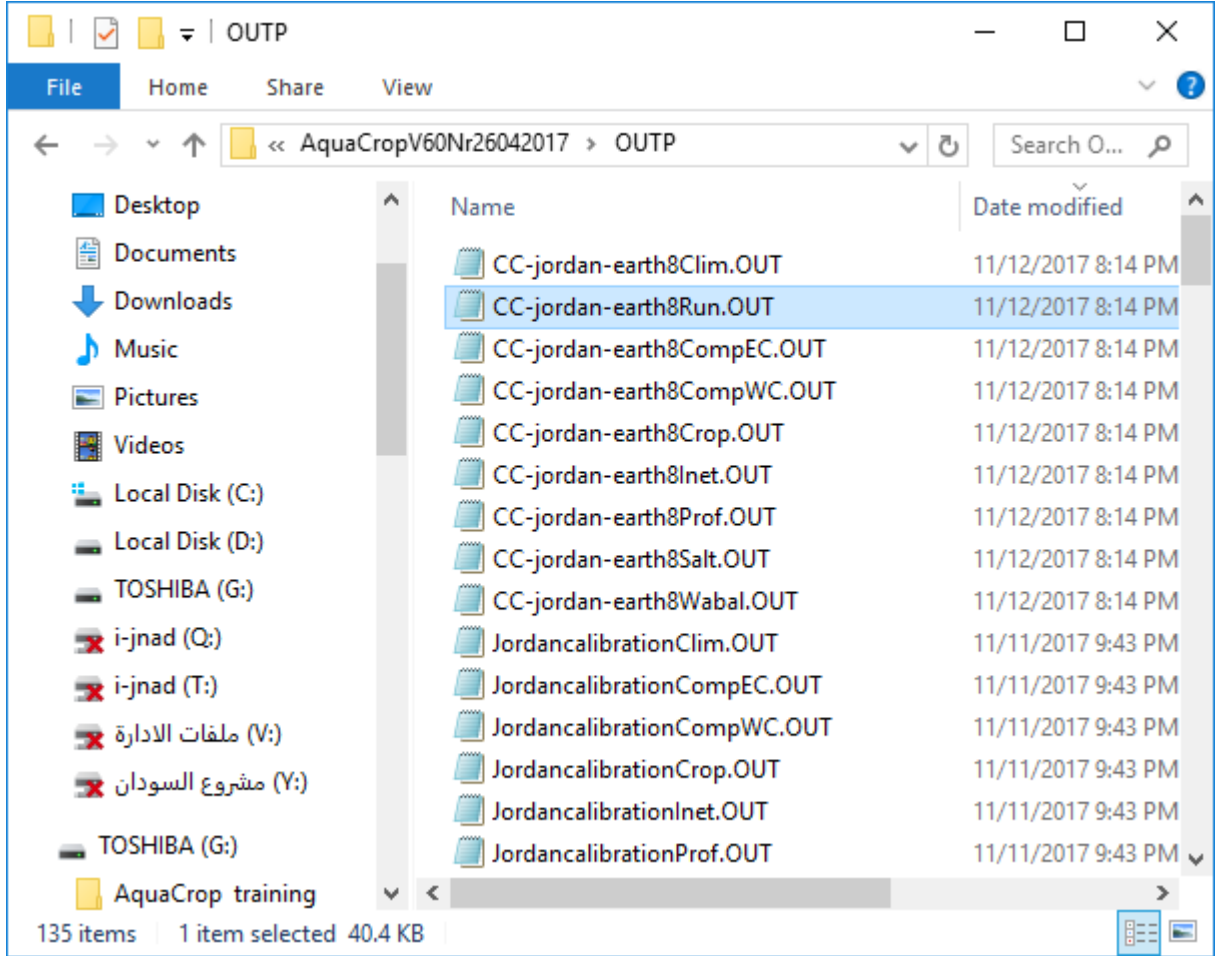 OUTP
File Home Share View
« AquaCropV60Nr26042017 > OUTP Search O...
Desktop
Documents
Downloads
Music
Pictures
Videos
Local Disk (C:)
Local Disk (D:)
TOSHIBA (G:)
i-jnad (Q:)
i-jnad (T:)
ملفات الادارة (V:)
مشروع السودان (Y:)
TOSHIBA (G:)
AquaCrop training
Name Date modified
CC-jordan-earth8Clim.OUT 11/12/2017 8:14 PM
CC-jordan-earth8Run.OUT 11/12/2017 8:14 PM
CC-jordan-earth8CompEC.OUT 11/12/2017 8:14 PM
CC-jordan-earth8CompWC.OUT 11/12/2017 8:14 PM
CC-jordan-earth8Crop.OUT 11/12/2017 8:14 PM
CC-jordan-earth8Inet.OUT 11/12/2017 8:14 PM
CC-jordan-earth8Prof.OUT 11/12/2017 8:14 PM
CC-jordan-earth8Salt.OUT 11/12/2017 8:14 PM
CC-jordan-earth8Wabal.OUT 11/12/2017 8:14 PM
JordancalibrationClim.OUT 11/11/2017 9:43 PM
JordancalibrationCompEC.OUT 11/11/2017 9:43 PM
JordancalibrationCompWC.OUT 11/11/2017 9:43 PM
JordancalibrationCrop.OUT 11/11/2017 9:43 PM
JordancalibrationInet.OUT 11/11/2017 9:43 PM
JordancalibrationProf.OUT 11/11/2017 9:43 PM
135 items 1 item selected 40.4 KB